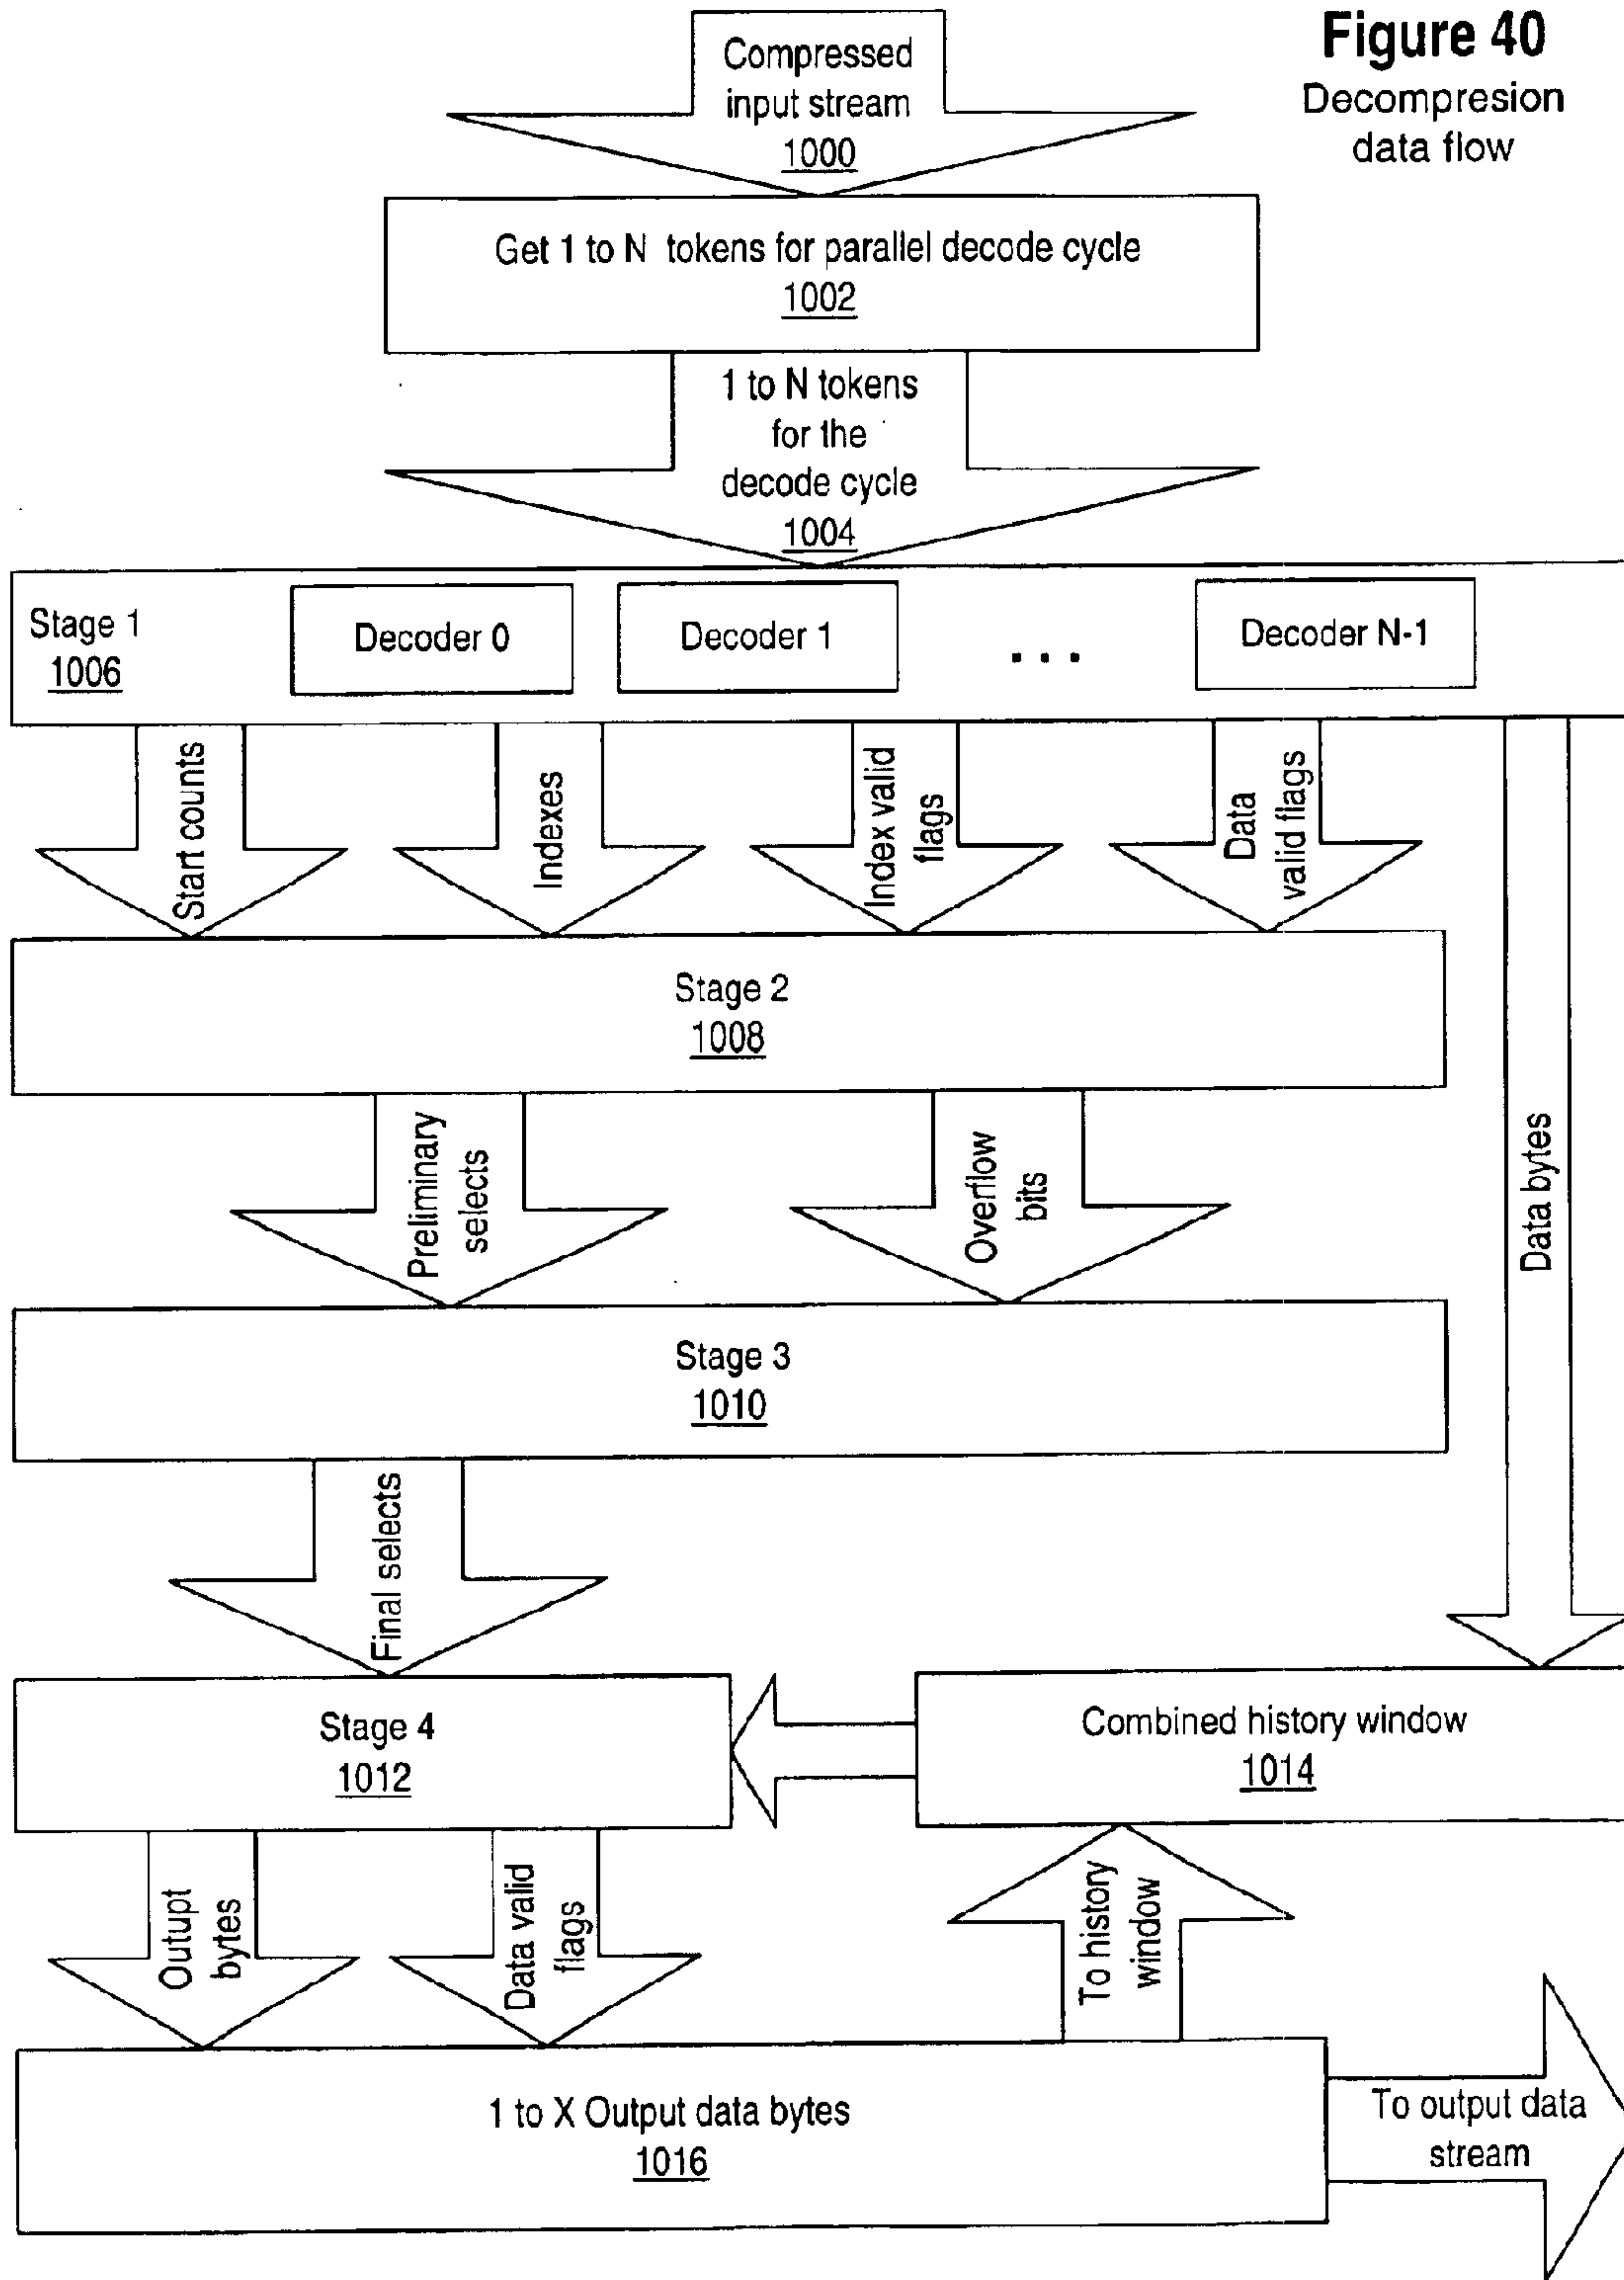 Figure 40
Decompresion
data flow
Compressed
input stream
1000
Get 1 to N tokens for parallel decode cycle
1002
1 to N tokens
for the
decode cycle
1004
Stage 1
1006
Decoder 0
Decoder 1
. . .
Decoder N-1
Start counts
Indexes
Index valid
flags
Data
valid flags
Data bytes
Stage 2
1008
Preliminary
selects
Overflow
bits
Stage 3
1010
Final selects
Stage 4
1012
Combined history window
1014
Outupt
bytes
Data valid
flags
To history
window
1 to X Output data bytes
1016
To output data
stream